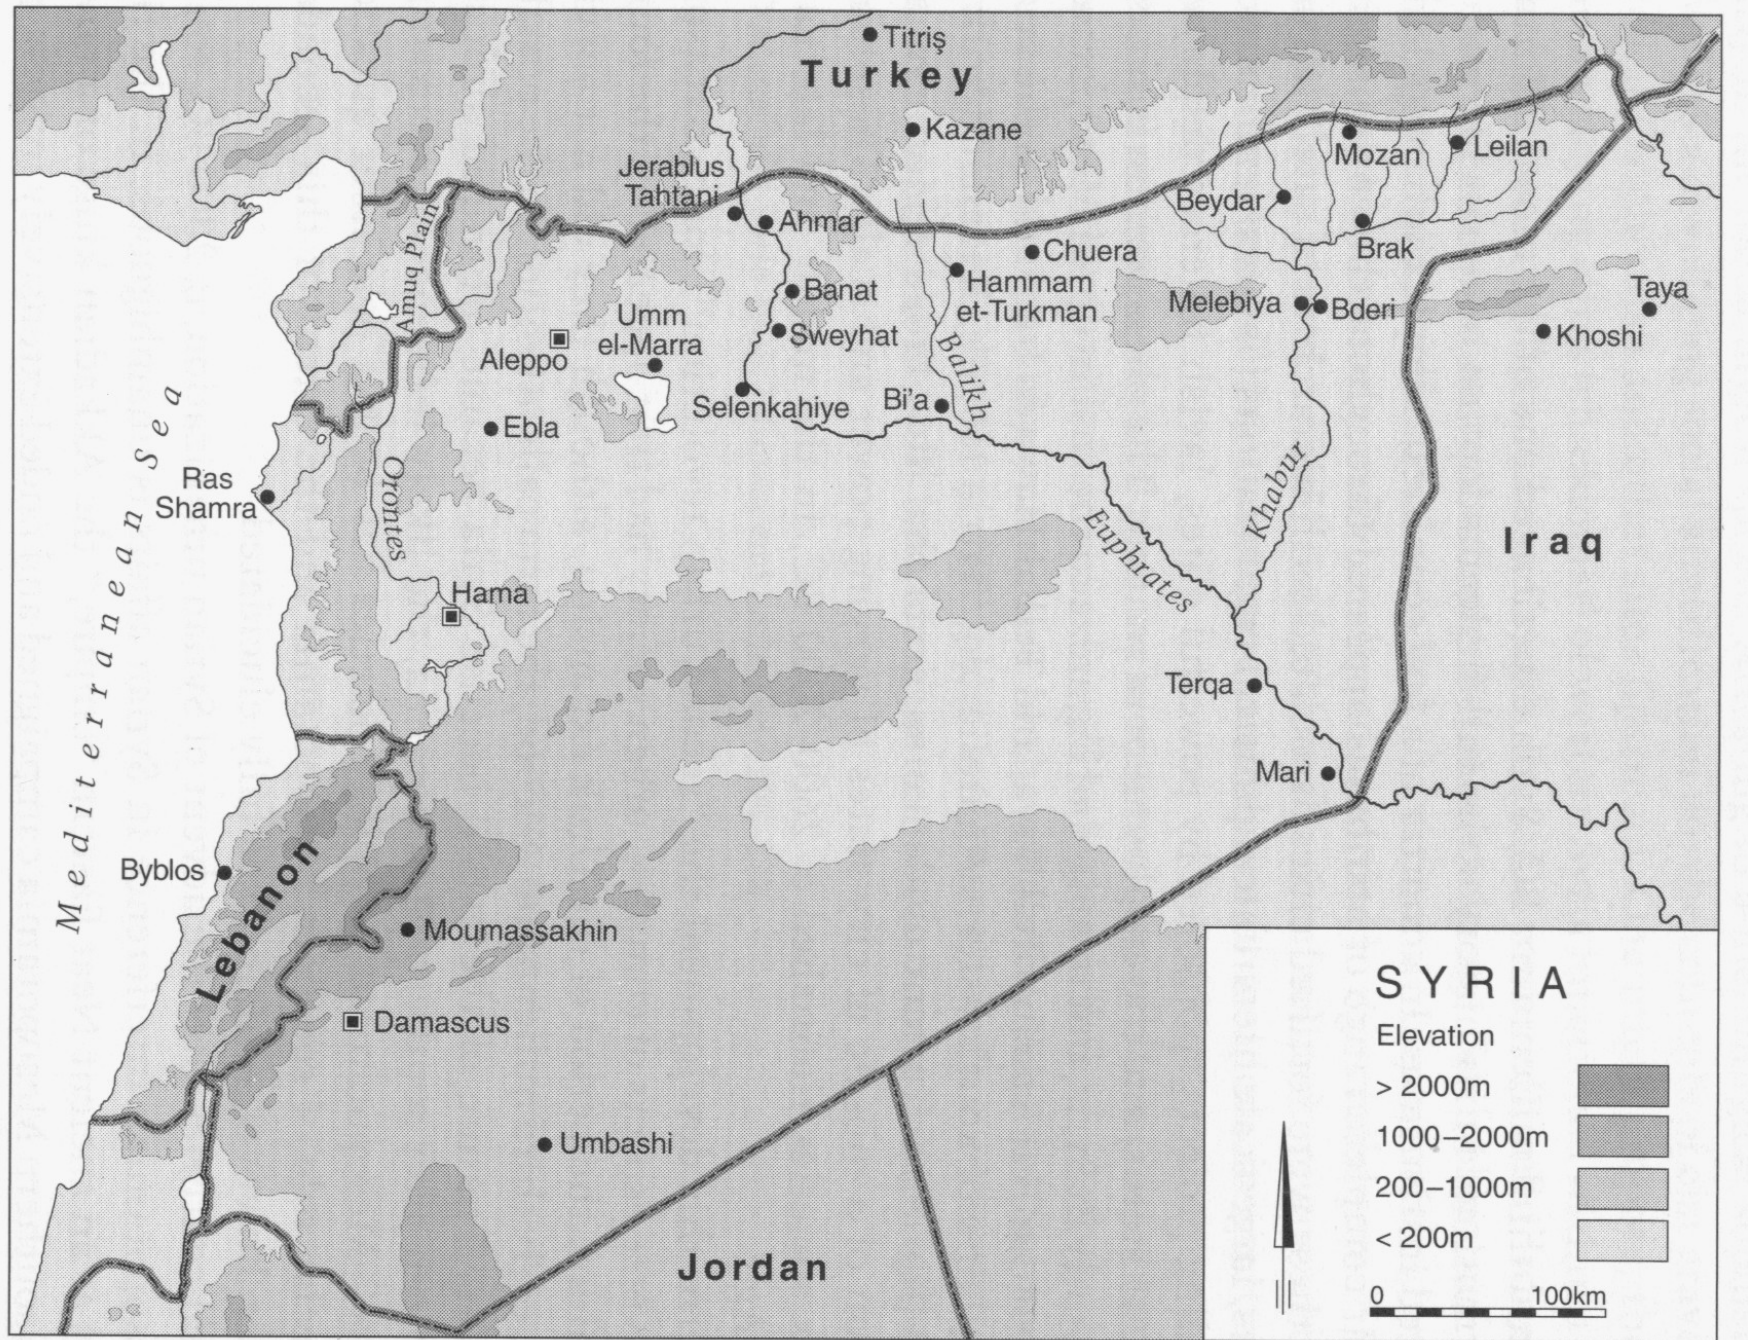 Titriş
Turkey
Kazane
Jerablus
Tahtani
Mozan
Leilan
Beydar
Ahmar
Amuq Plain
Brak
Chuera
Hammam
et-Turkman
Banat
Melebiya
Bderi
Taya
Umm
el-Marra
Sweyhat
Khoshi
Aleppo
Balikh
Selenkahiye
Bi'a
Ebla
Mediterranean Sea
Orontes
Ras
Shamra
Khabur
Euphrates
Iraq
Hama
Terqa
Mari
Byblos
Lebanon
Moumassakhin
Damascus
Umbashi
Jordan
SYRIA
Elevation
> 2000m
1000–2000m
200–1000m
< 200m
0 100km